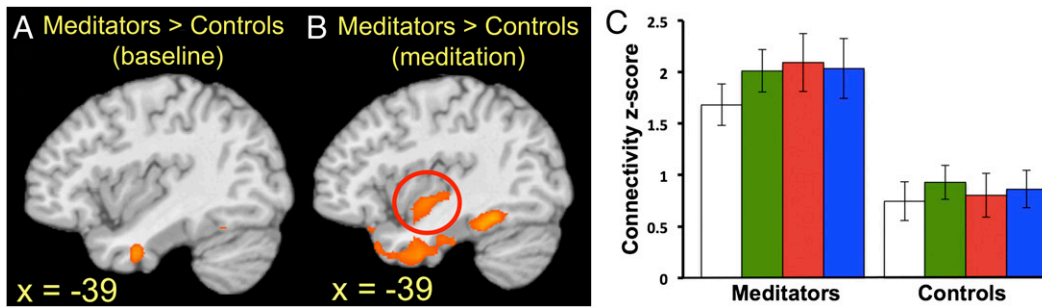 A Meditators > Controls
(baseline)
x = -39
B Meditators > Controls
(meditation)
x = -39
C
Connectivity z-score
2.5
2
1.5
1
0.5
0
Meditators Controls